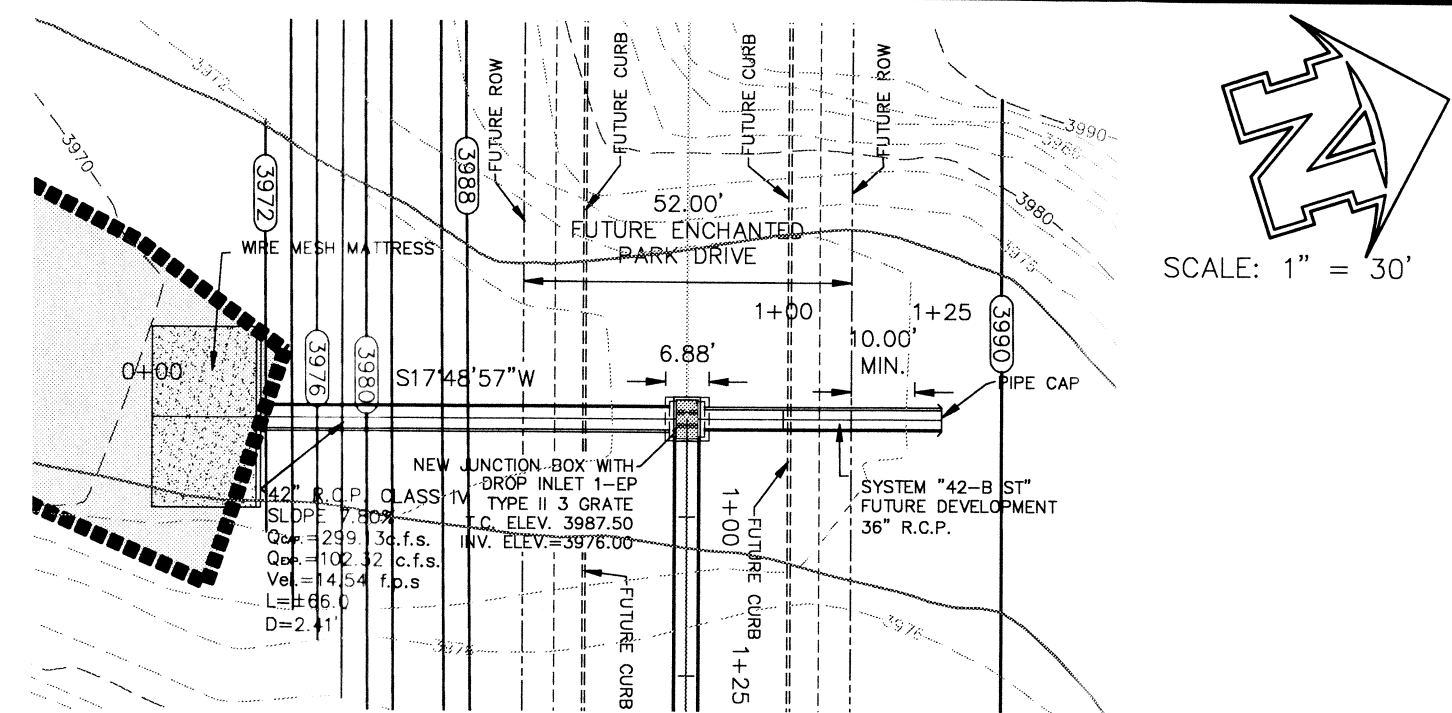 3972
3970
3972
3988
FUTURE ROW
FUTURE CURB
FUTURE CURB
FUTURE ROW
3990
3980
3975
N
SCALE: 1" = 30'
52.00'
FUTURE ENCHANTED
PARK DRIVE
WIRE MESH MATTRESS
0+00
3976
3980
S17°48'57"W
6.88'
1+00
1+25
10.00'
MIN.
3990
PIPE CAP
NEW JUNCTION BOX WITH
DROP INLET 1-EP
TYPE II 3 GRATE
T.C. ELEV. 3987.50
INV. ELEV.=3976.00
42" R.C.P. CLASS IV
SLOPE 7.80%
QCAP.=299.13c.f.s.
QEXP.=102.32 c.f.s.
Vel.=14.54 f.p.s
L=±66.0
D=2.41'
SYSTEM "42-B ST"
FUTURE DEVELOPMENT
36" R.C.P.
1+00
FUTURE CURB
FUTURE CURB
1+25
3976
3976